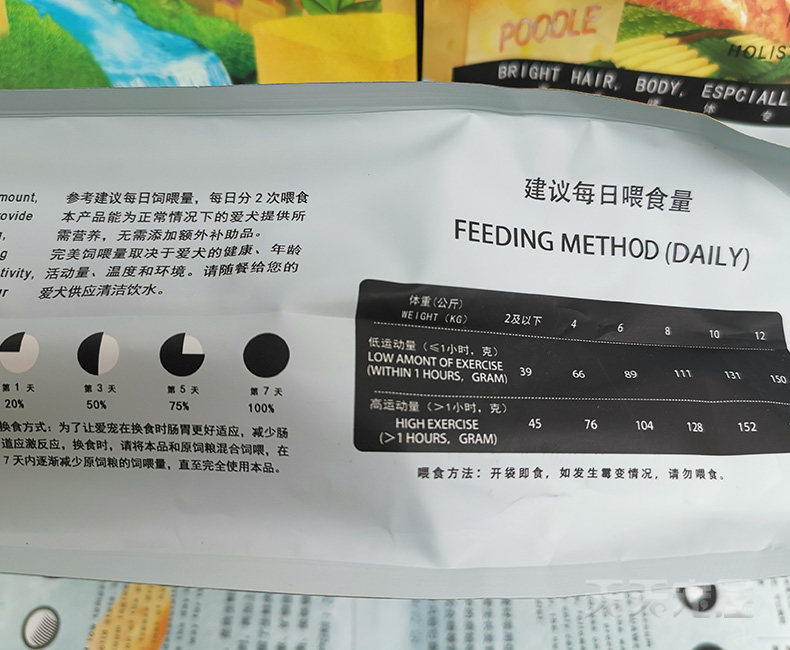 POOOLE
HOLIS
BRIGHT HAIR, BODY, ESPCIALL
体 专
mount,
ovide
g
tivity,
ur
参考建议每日饲喂量，每日分2次喂食
本产品能为正常情况下的爱犬提供所
需营养，无需添加额外补助品。
完美饲喂量取决于爱犬的健康、年龄
活动量、温度和环境。请随餐给您的
爱犬供应清洁饮水。
第1天 第3天 第5天 第7天
20% 50% 75% 100%
换食方式：为了让爱宠在换食时肠胃更好适应，减少肠
道应激反应，换食时，请将本品和原饲粮混合饲喂，在
7天内逐渐减少原饲粮的饲喂量，直至完全使用本品。
建议每日喂食量
FEEDING METHOD (DAILY)
体重(公斤)
WEIGHT (KG) 2及以下 4 6 8 10 12
低运动量（≤1小时，克）
LOW AMONT OF EXERCISE
(WITHIN 1 HOURS, GRAM) 39 66 89 111 131 150
高运动量（>1小时，克）
HIGH EXERCISE
(>1 HOURS, GRAM) 45 76 104 128 152
喂食方法：开袋即食，如发生霉变情况，请勿喂食。